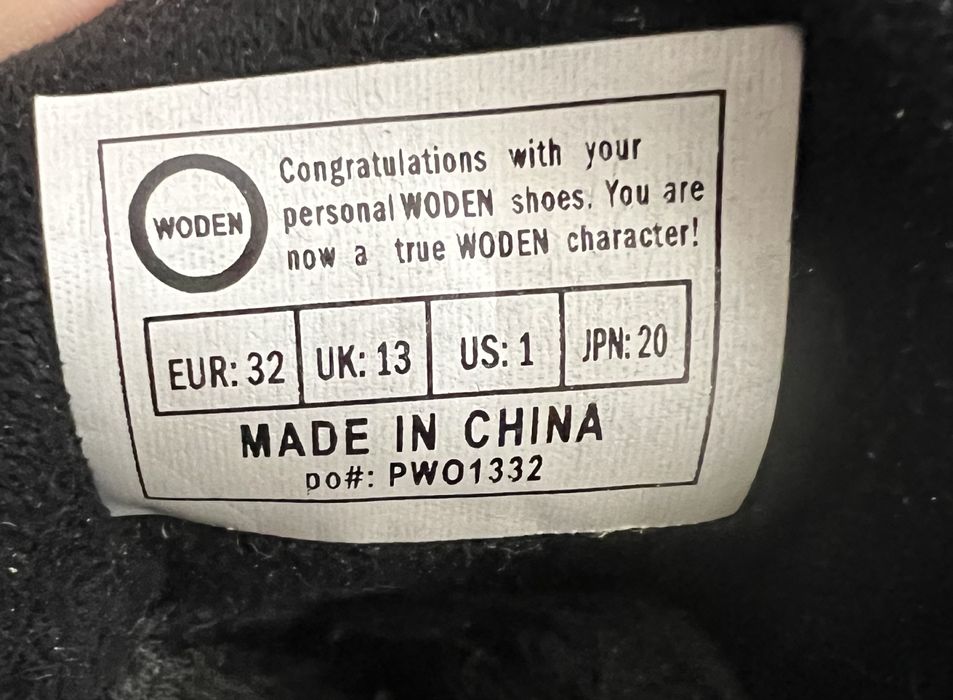 WODEN
Congratulations with your
personal WODEN shoes. You are
now a true WODEN character!
EUR: 32 UK: 13 US: 1 JPN: 20
MADE IN CHINA
po#: PWO1332